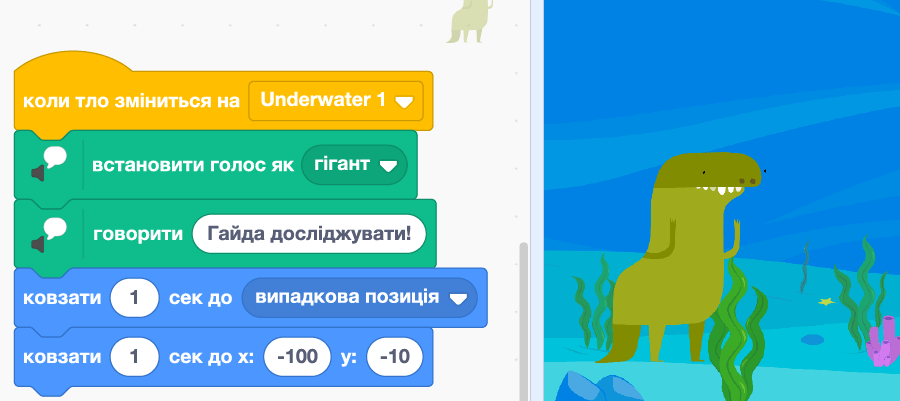 коли тло зміниться на Underwater 1
встановити голос як гігант
говорити Гайда досліджувати!
ковзати 1 сек до випадкова позиція
ковзати 1 сек до x: -100 y: -10